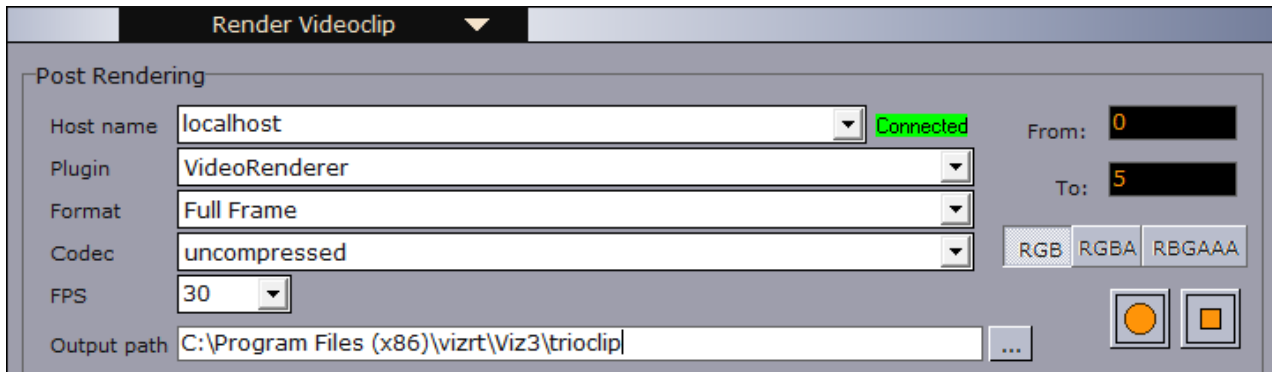 Render Videoclip
Post Rendering
Host name localhost Connected From: 0
Plugin VideoRenderer To: 5
Format Full Frame
Codec uncompressed RGB RGBA RBGAAA
FPS 30
Output path C:\Program Files (x86)\vizrt\Viz3\trioclip ...